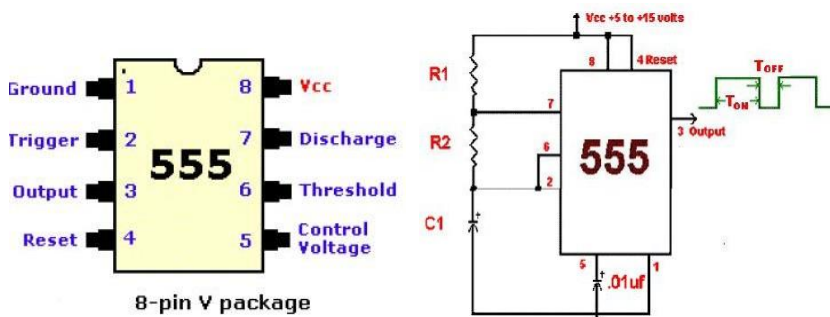 Ground
1
8
Vcc
Trigger
2
7
Discharge
555
Output
3
6
Threshold
Reset
4
5
Control
Voltage
8-pin V package
Vcc +5 to +15 volts
8
4 Reset
R1
7
R2
6
2
555
3 Output
TOFF
TON
C1
5
1
.01uf